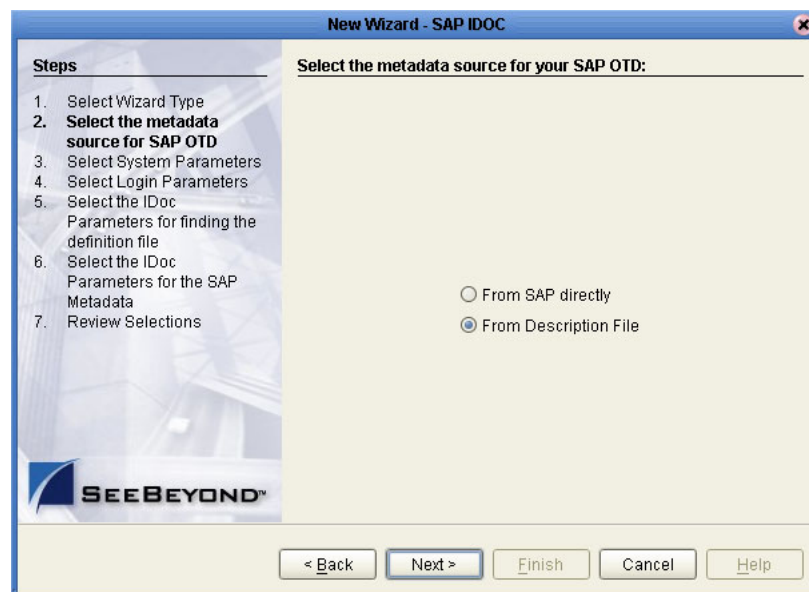 New Wizard - SAP IDOC
Steps
1. Select Wizard Type
2. Select the metadata
source for SAP OTD
3. Select System Parameters
4. Select Login Parameters
5. Select the IDoc
Parameters for finding the
definition file
6. Select the IDoc
Parameters for the SAP
Metadata
7. Review Selections
SEEBEYOND™
Select the metadata source for your SAP OTD:
From SAP directly
From Description File
< Back
Next >
Finish
Cancel
Help